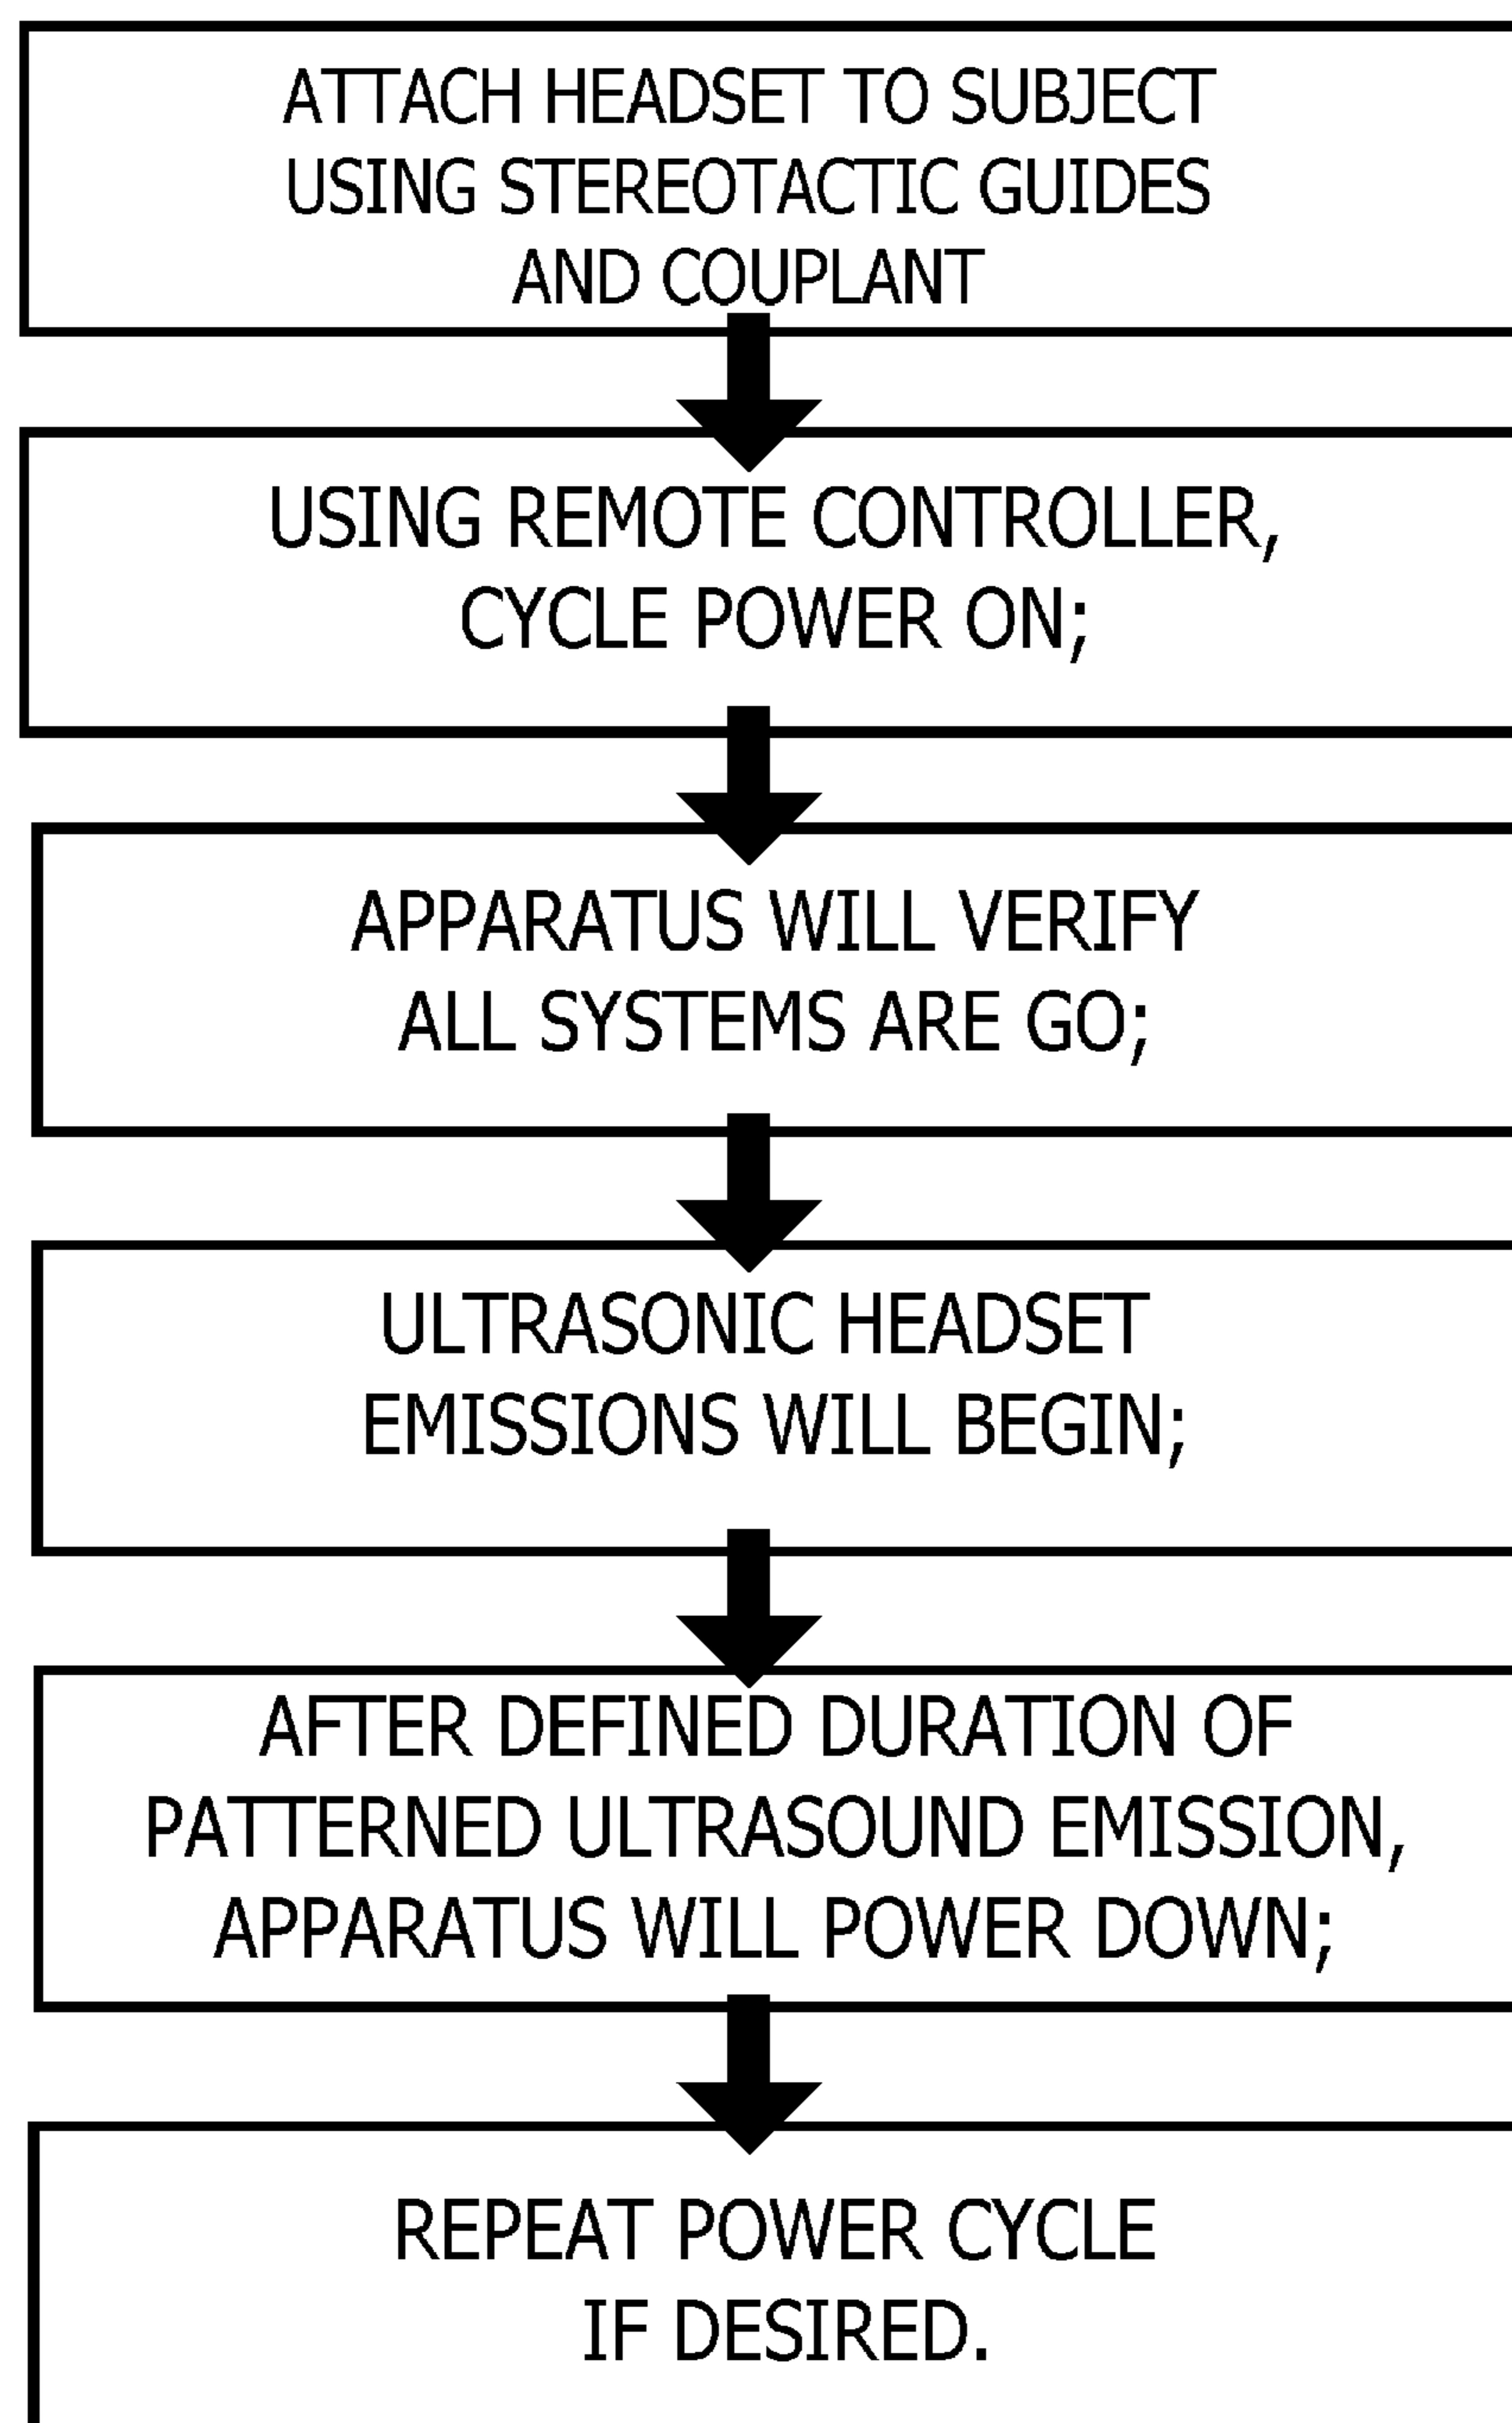 ATTACH HEADSET TO SUBJECT
USING STEREOTACTIC GUIDES
AND COUPLANT
USING REMOTE CONTROLLER,
CYCLE POWER ON;
APPARATUS WILL VERIFY
ALL SYSTEMS ARE GO;
ULTRASONIC HEADSET
EMISSIONS WILL BEGIN;
AFTER DEFINED DURATION OF
PATTERNED ULTRASOUND EMISSION,
APPARATUS WILL POWER DOWN;
REPEAT POWER CYCLE
IF DESIRED.